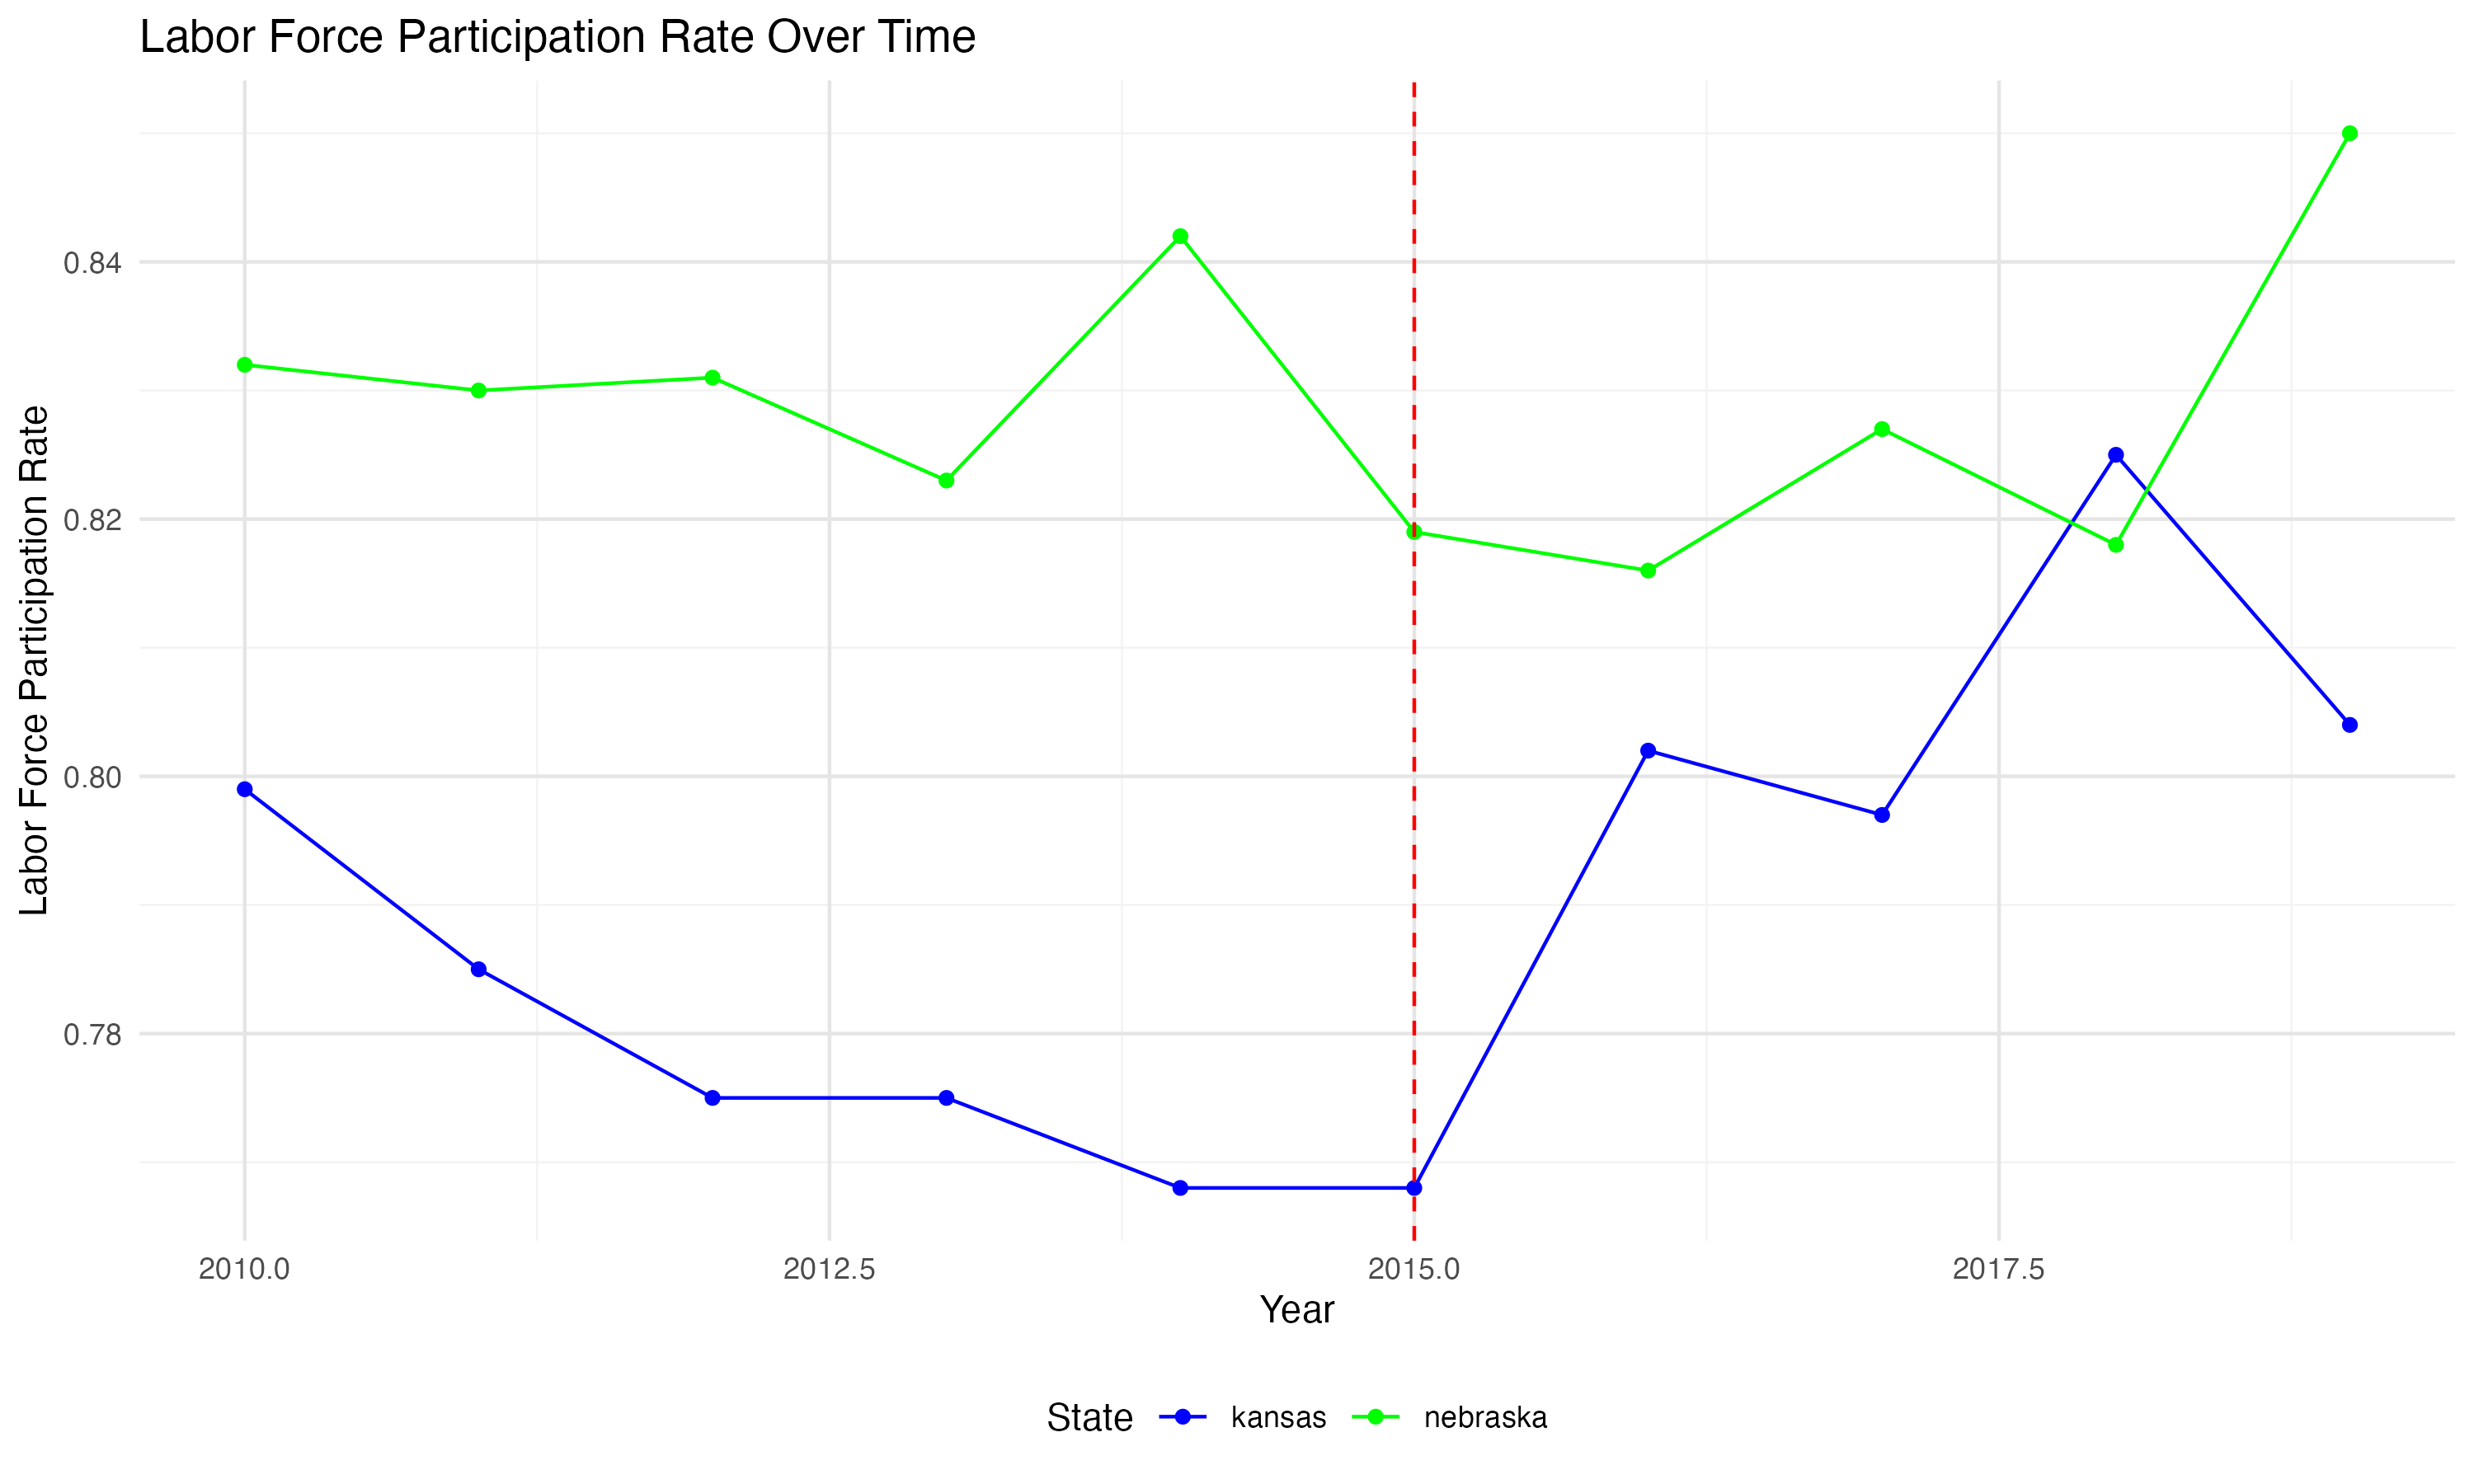 Labor Force Participation Rate Over Time
Labor Force Participation Rate
0.84
0.82
0.80
0.78
2010.0 2012.5 2015.0 2017.5
Year
State kansas nebraska